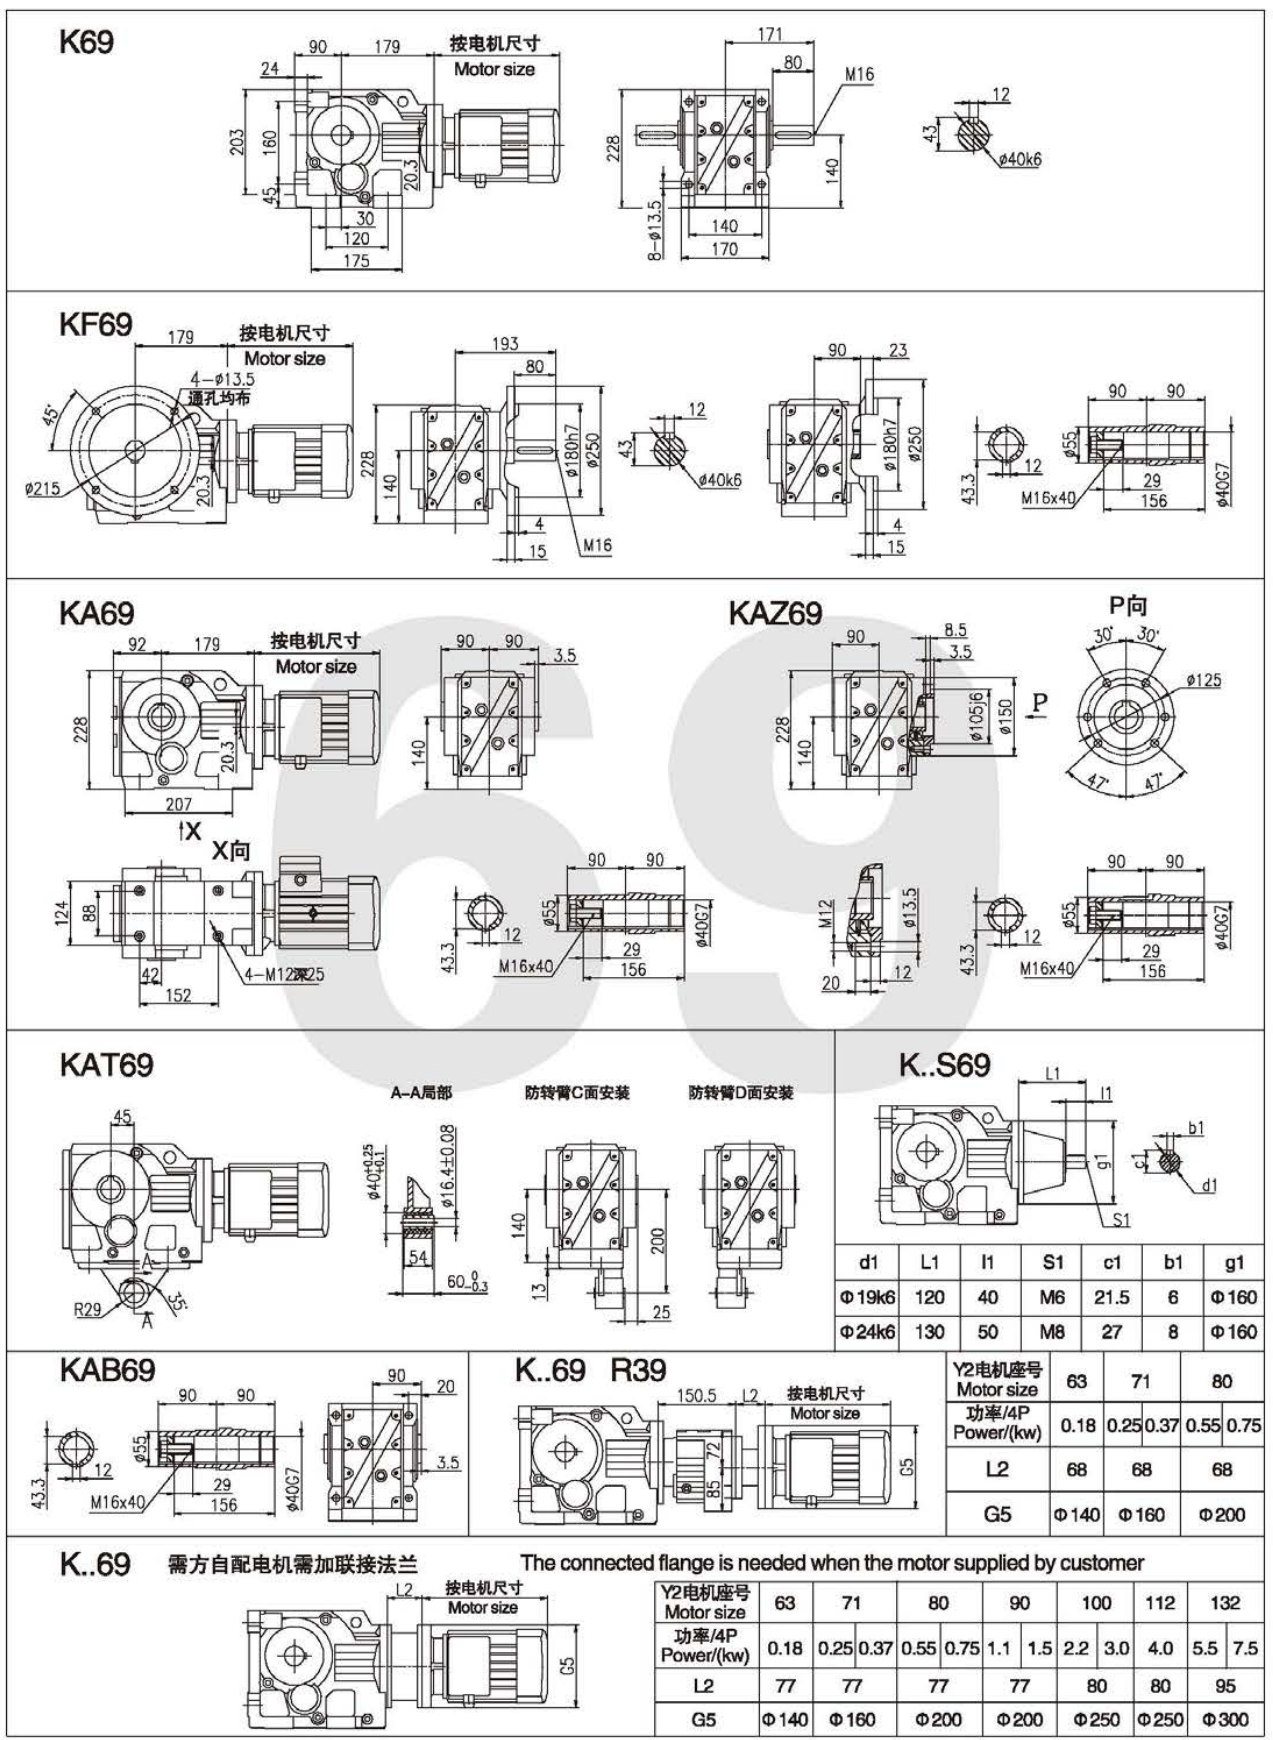 K69
90 179 按电机尺寸
Motor size
24
203 160 45
20.3
30
120
175
171
80
M16
228
140
8-ø13.5
140
170
12
43
ø40k6
KF69
179 按电机尺寸
Motor size
4-ø13.5
通孔均布
45°
ø215
20.3
193
80
228
140
ø180h7
ø250
4
15
M16
12
43
ø40k6
90 23
ø180h7
ø250
4
15
43.3
12
90 90
ø55
M16x40
29
156
ø40G7
KA69
92 179 按电机尺寸
Motor size
228
20.3
207
X
X向
90 90
3.5
140
124
88
42
152
4-M12深25
43.3
12
90 90
ø55
M16x40
29
156
ø40G7
KAZ69
90
8.5
3.5
228
140
ø105j6
ø150
P
P向
30° 30°
ø125
47° 47°
M12
ø13.5
12
20
43.3
12
90 90
ø55
M16x40
29
156
ø40G7
69
KAT69
45
A
R29
35°
A
A-A局部
ø40+0.25+0.1
ø16.4±0.08
54
60 0-0.3
防转臂C面安装
140
13
200
25
防转臂D面安装
K..S69
L1
l1
g1
S1
b1
c1
d1
d1 L1 l1 S1 c1 b1 g1
Φ19k6 120 40 M6 21.5 6 Φ160
Φ24k6 130 50 M8 27 8 Φ160
KAB69
43.3
12
90 90
ø55
M16x40
29
156
ø40G7
90
20
3.5
K..69 R39
150.5 L2 按电机尺寸
Motor size
72
85
G5
Y2电机座号
Motor size 63 71 80
功率/4P
Power/(kw) 0.18 0.25 0.37 0.55 0.75
L2 68 68 68
G5 Φ140 Φ160 Φ200
K..69 需方自配电机需加联接法兰 The connected flange is needed when the motor supplied by customer
L2 按电机尺寸
Motor size
G5
Y2电机座号
Motor size 63 71 80 90 100 112 132
功率/4P
Power/(kw) 0.18 0.25 0.37 0.55 0.75 1.1 1.5 2.2 3.0 4.0 5.5 7.5
L2 77 77 77 77 80 80 95
G5 Φ140 Φ160 Φ200 Φ200 Φ250 Φ250 Φ300